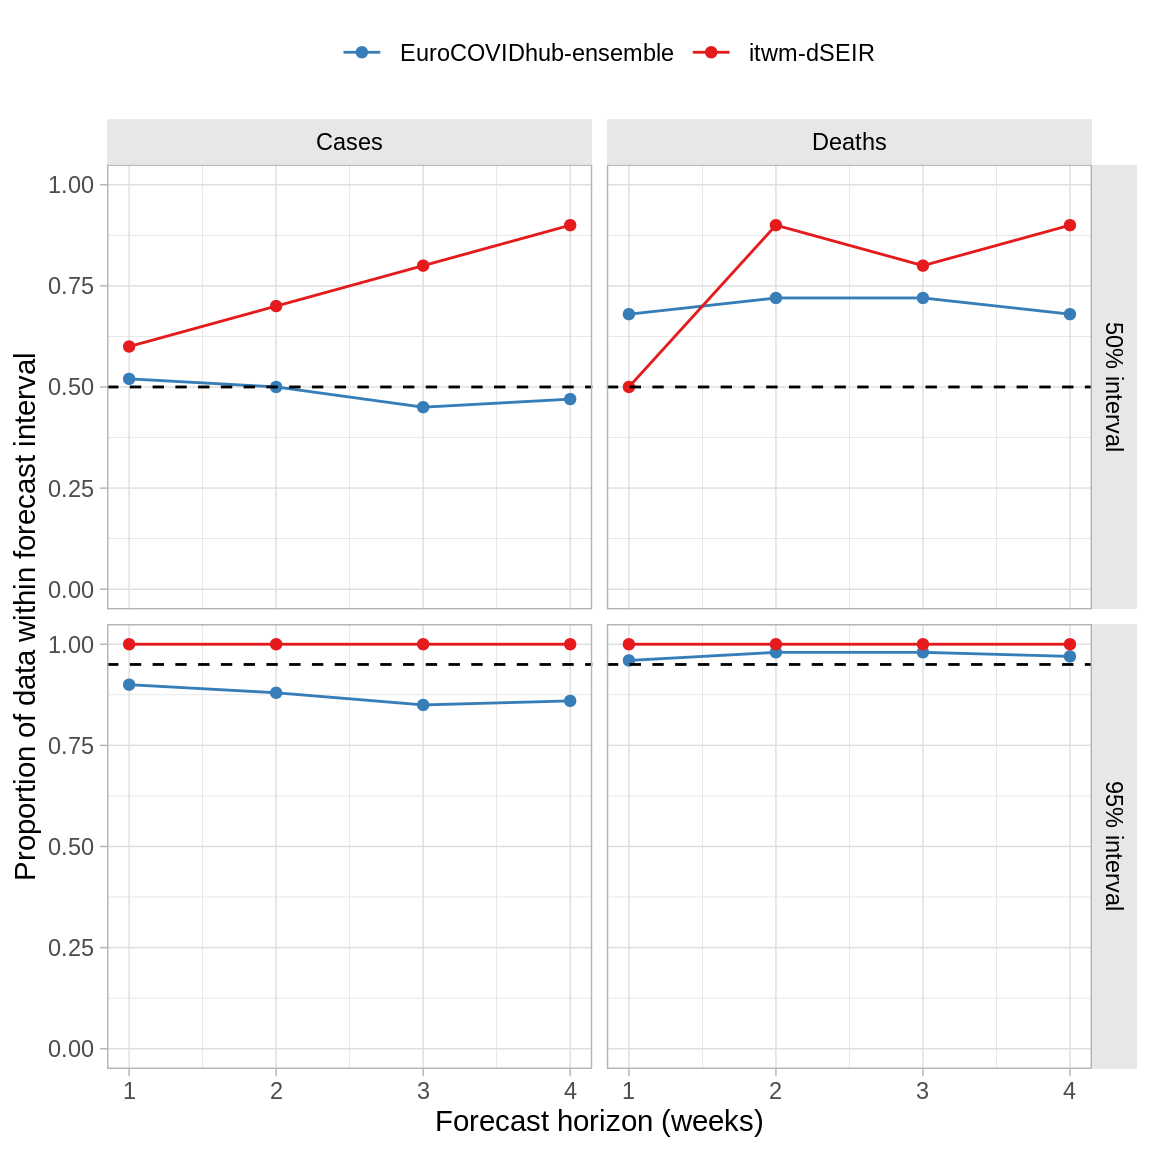 EuroCOVIDhub-ensemble itwm-dSEIR
Cases Deaths
1.00
0.75
0.50
0.25
0.00
50% interval
1.00
0.75
0.50
0.25
0.00
95% interval
Proportion of data within forecast interval
1 2 3 4 1 2 3 4
Forecast horizon (weeks)